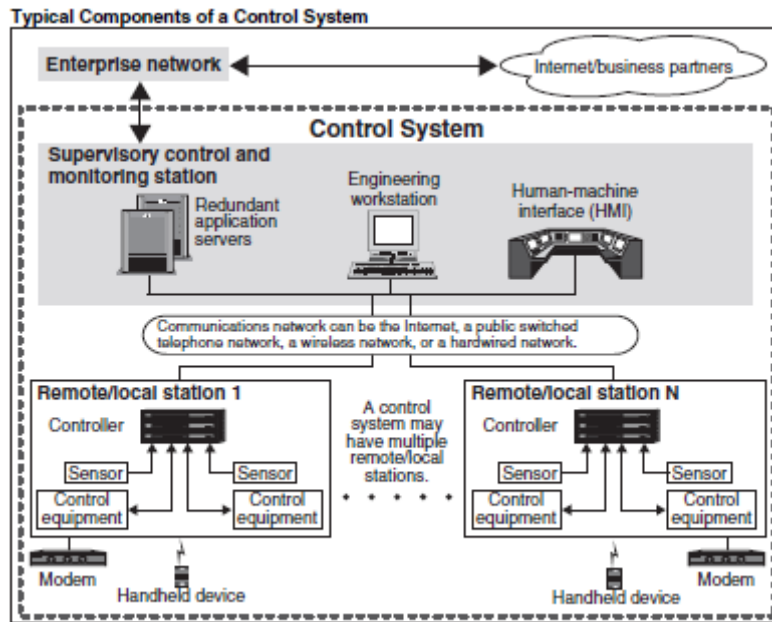 Typical Components of a Control System
Enterprise network
Internet/business partners
Control System
Supervisory control and
monitoring station
Redundant
application
servers
Engineering
workstation
Human-machine
interface (HMI)
Communications network can be the Internet, a public switched
telephone network, a wireless network, or a hardwired network.
Remote/local station 1
Controller
Sensor
Sensor
Control
equipment
Control
equipment
Modem
Handheld device
A control
system may
have multiple
remote/local
stations.
Remote/local station N
Controller
Sensor
Sensor
Control
equipment
Control
equipment
Handheld device
Modem